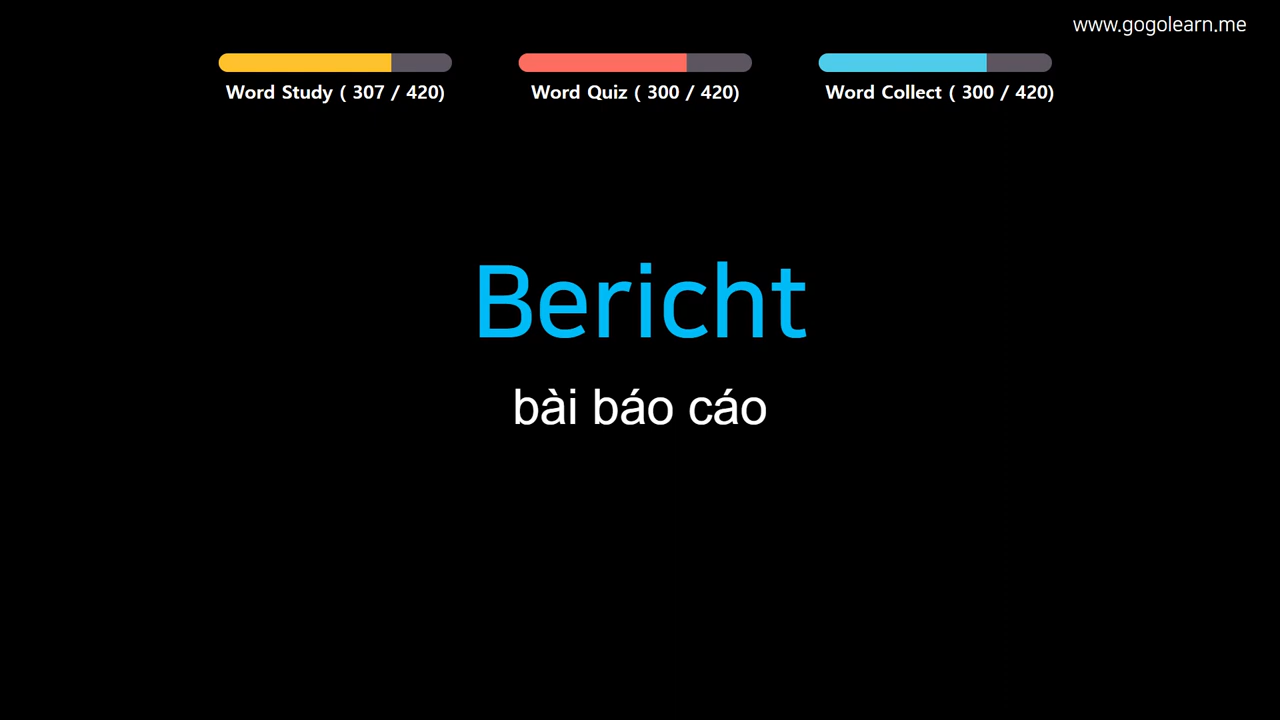 www.gogolearn.me
Word Study ( 307 / 420)
Word Quiz ( 300 / 420)
Word Collect ( 300 / 420)
Bericht
bài báo cáo